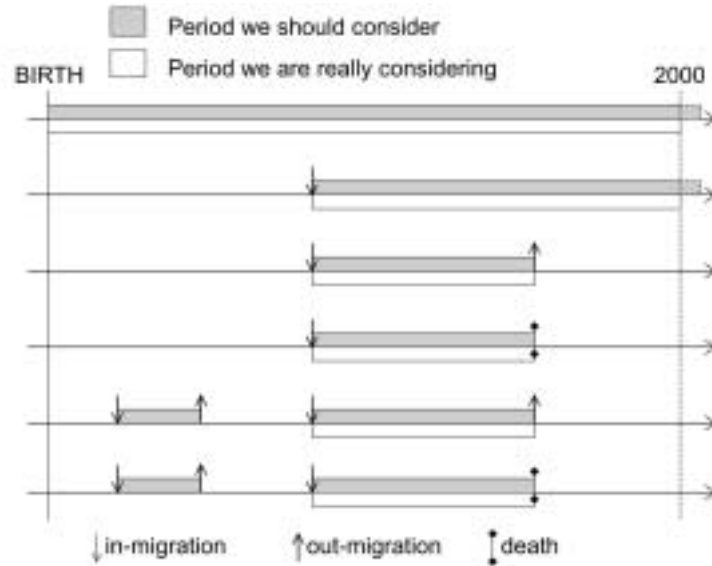 Period we should consider
Period we are really considering
BIRTH
2000
in-migration
out-migration
death